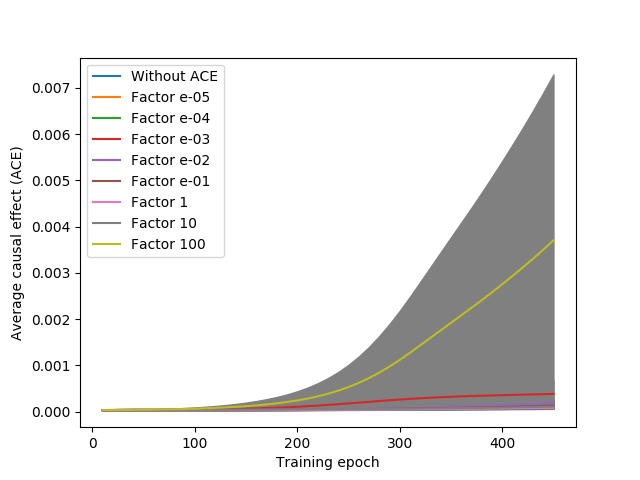 Without ACE
Factor e-05
Factor e-04
Factor e-03
Factor e-02
Factor e-01
Factor 1
Factor 10
Factor 100
0.007
0.006
0.005
0.004
0.003
0.002
0.001
0.000
Average causal effect (ACE)
0 100 200 300 400
Training epoch